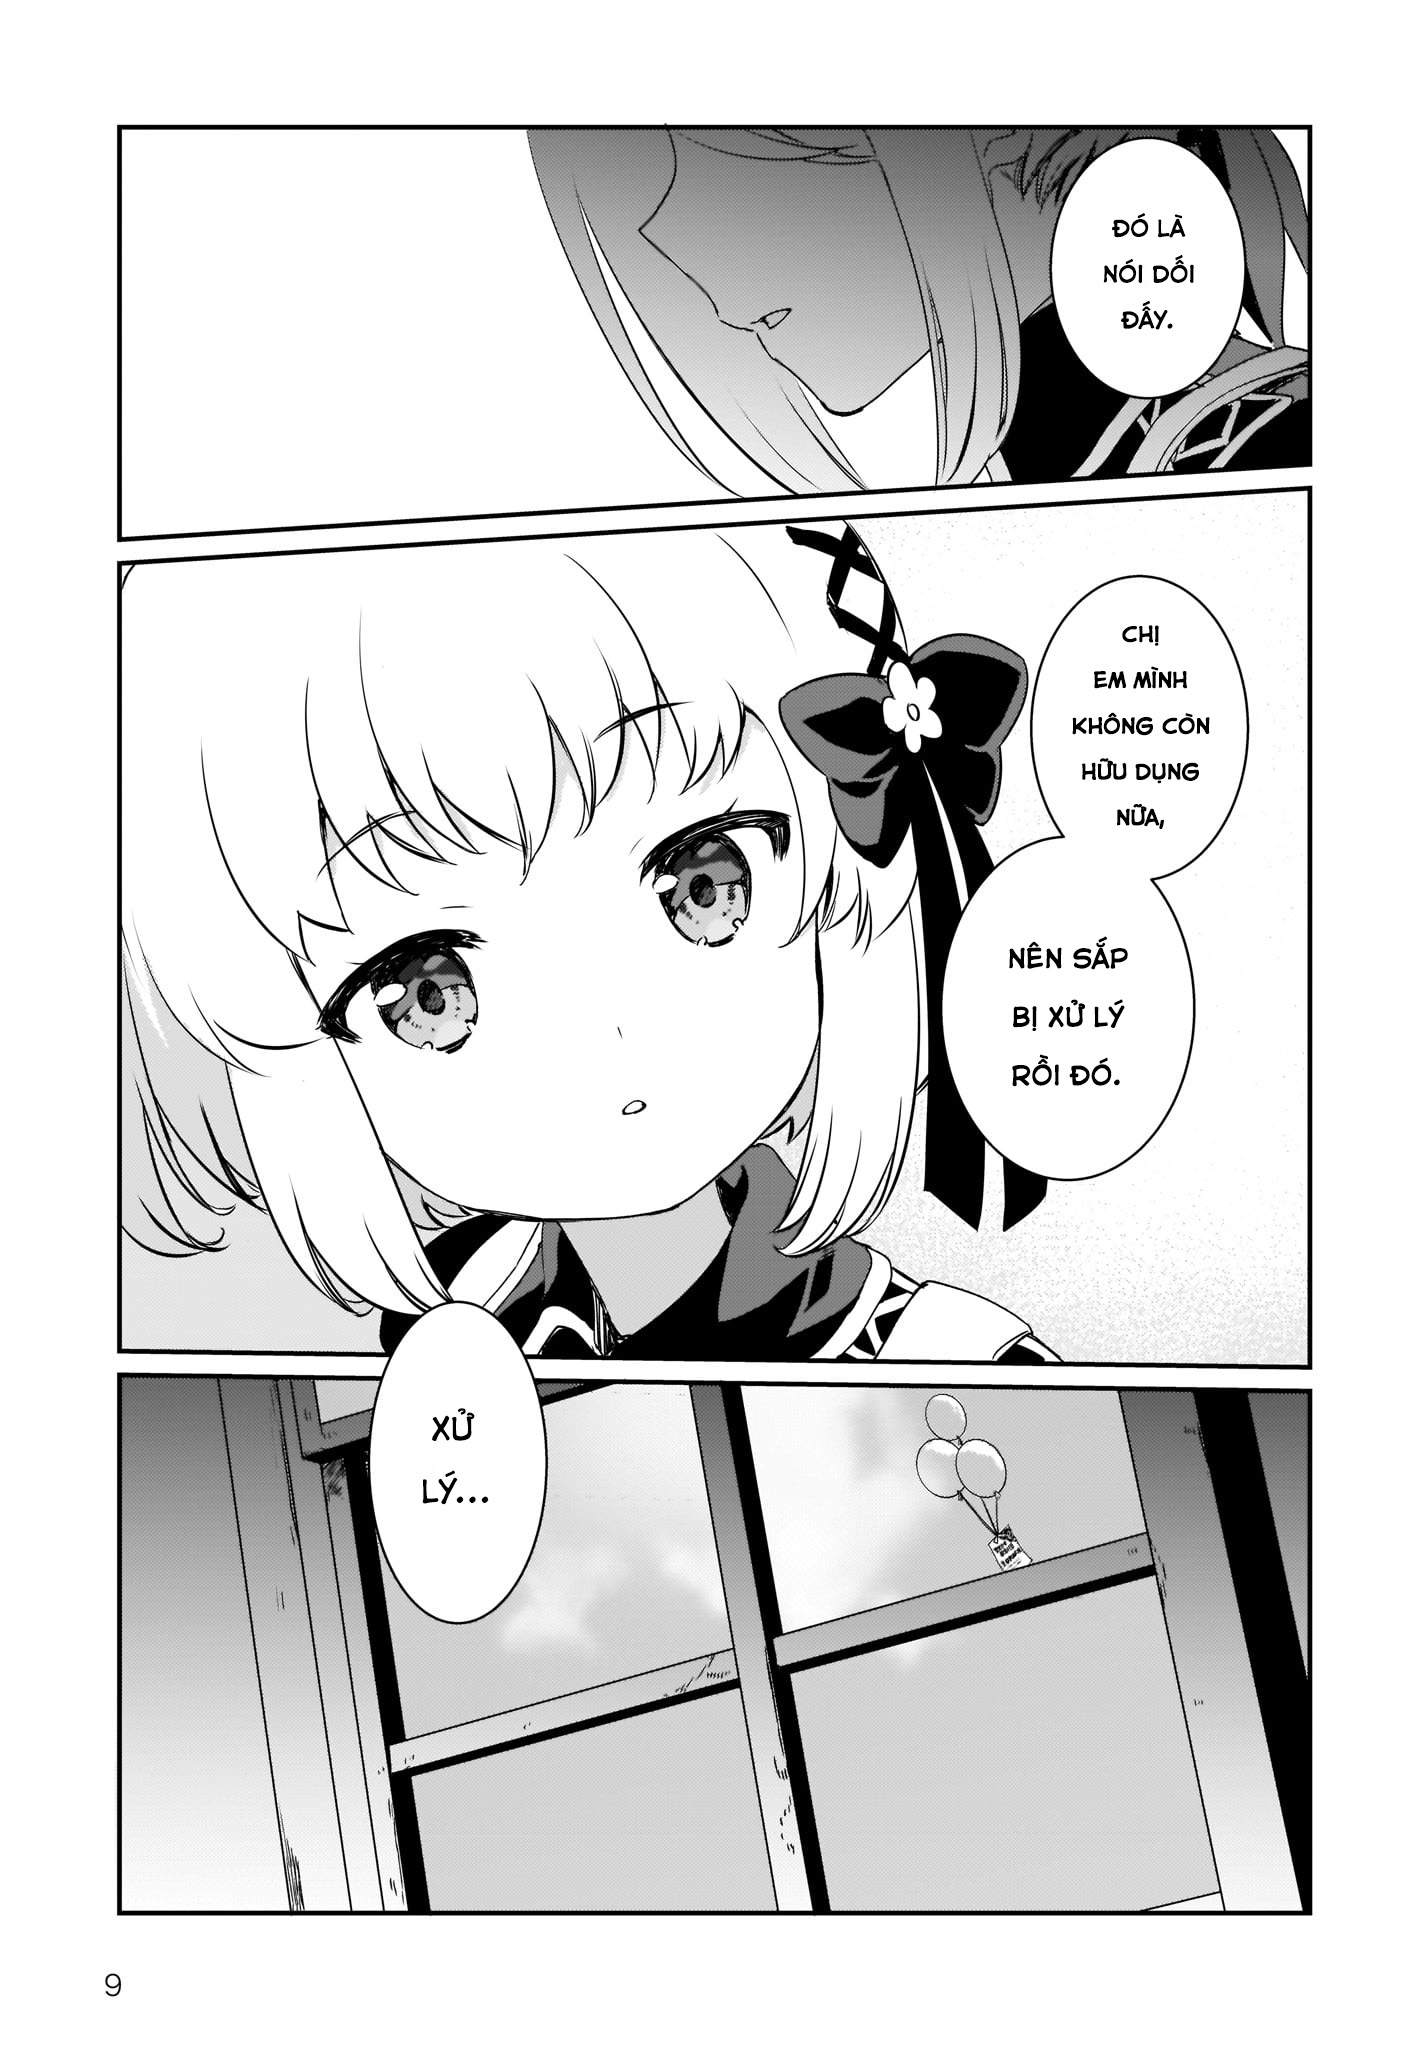 ĐÓ LÀ
NÓI DỐI
ĐẤY.
CHỊ
EM MÌNH
KHÔNG CÒN
HỮU DỤNG
NỮA,
NÊN SẮP
BỊ XỬ LÝ
RỒI ĐÓ.
XỬ
LÝ...
9